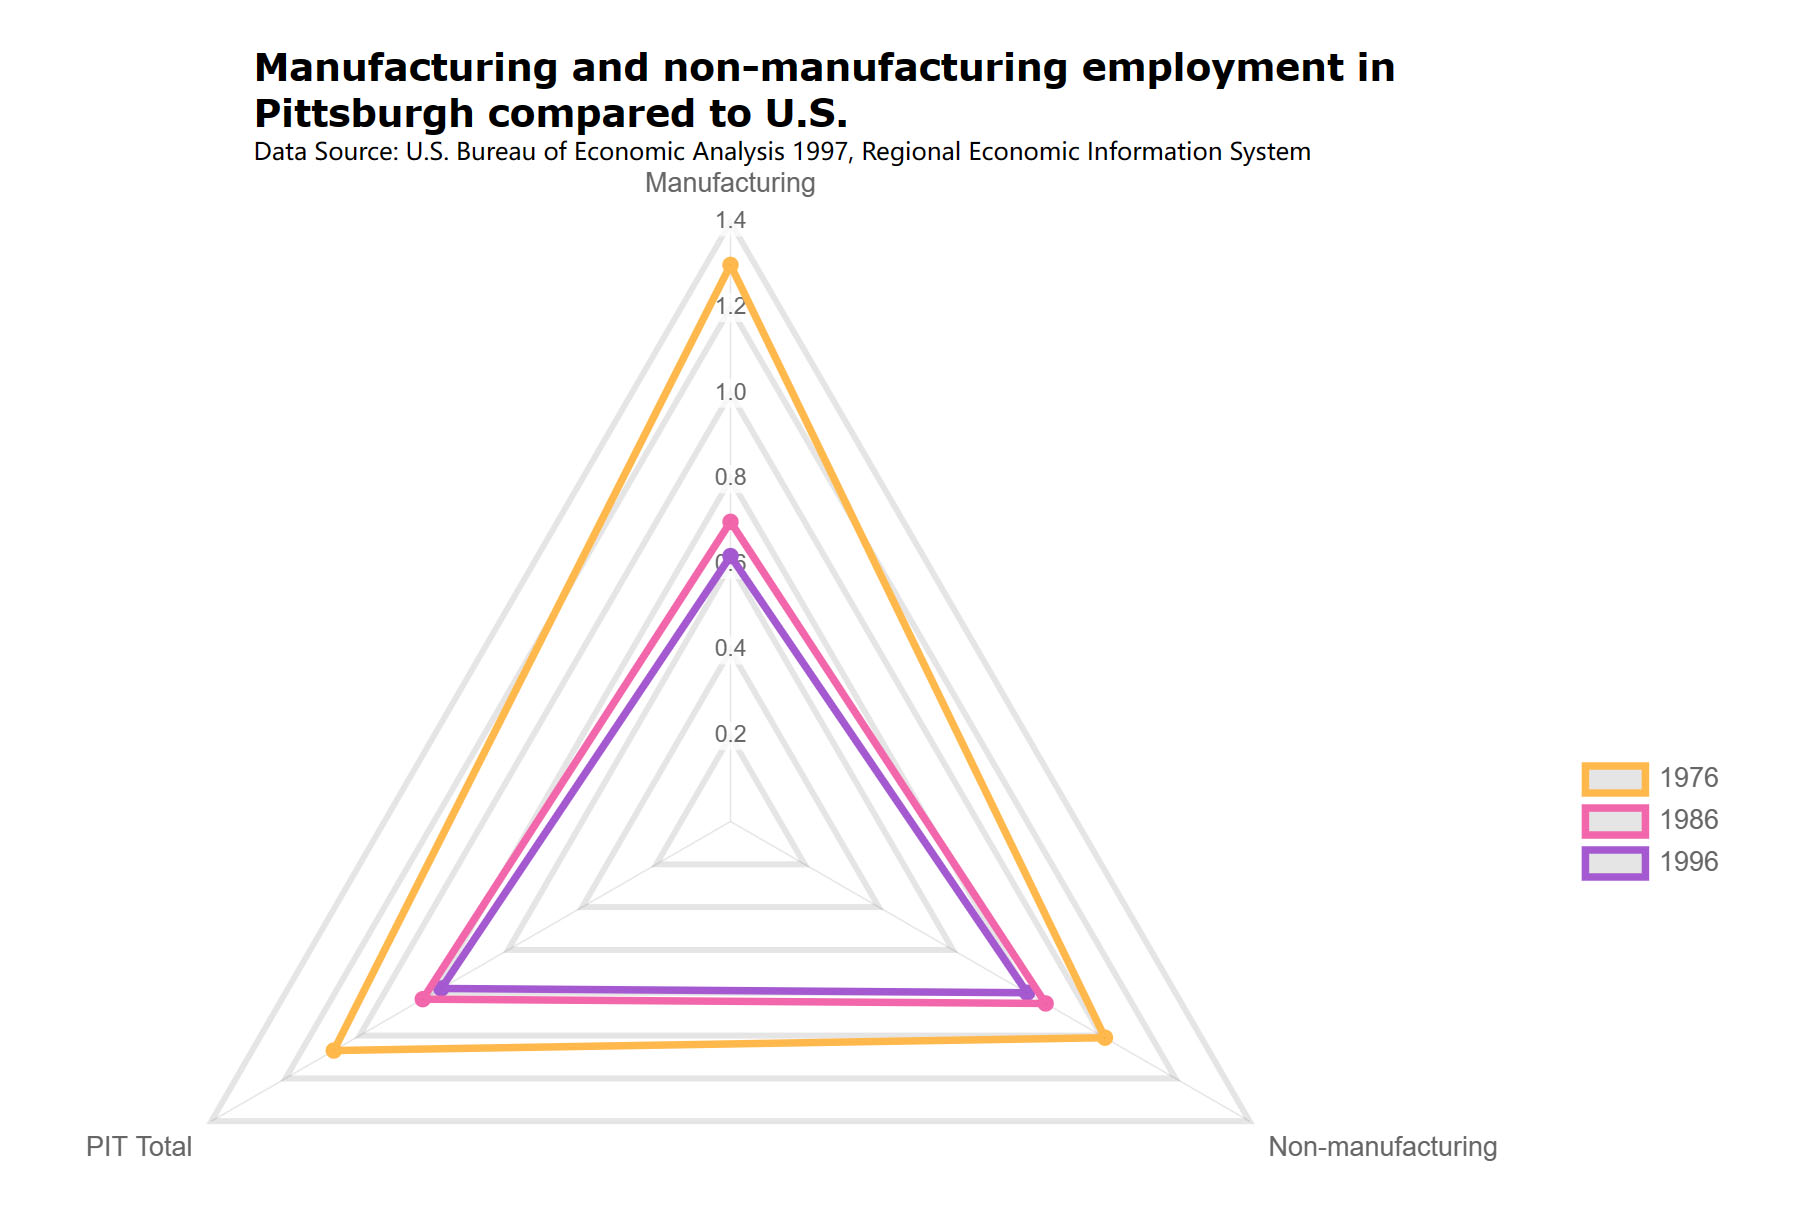 Manufacturing and non-manufacturing employment in
Pittsburgh compared to U.S.
Data Source: U.S. Bureau of Economic Analysis 1997, Regional Economic Information System
Manufacturing
1.4
1.2
1.0
0.8
0.6
0.4
0.2
1976
1986
1996
PIT Total
Non-manufacturing